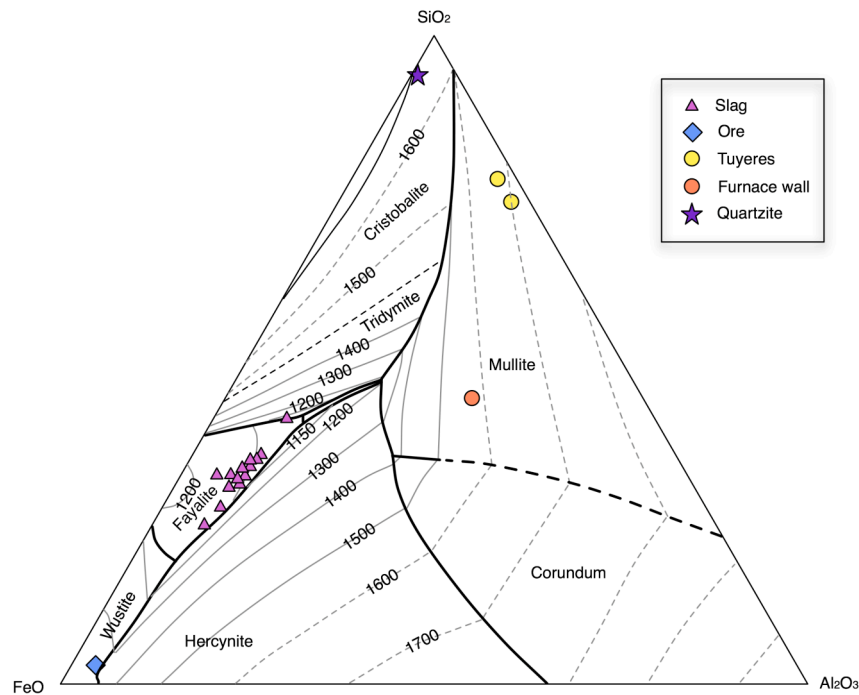 SiO₂
Slag
Ore
Tuyeres
Furnace wall
Quartzite
1600
Cristobalite
1500
Tridymite
1400
1300
1200
Mullite
1150
1200
1300
1200
Fayalite
1400
1500
Corundum
1600
Wustite
Hercynite
1700
FeO
Al₂O₃